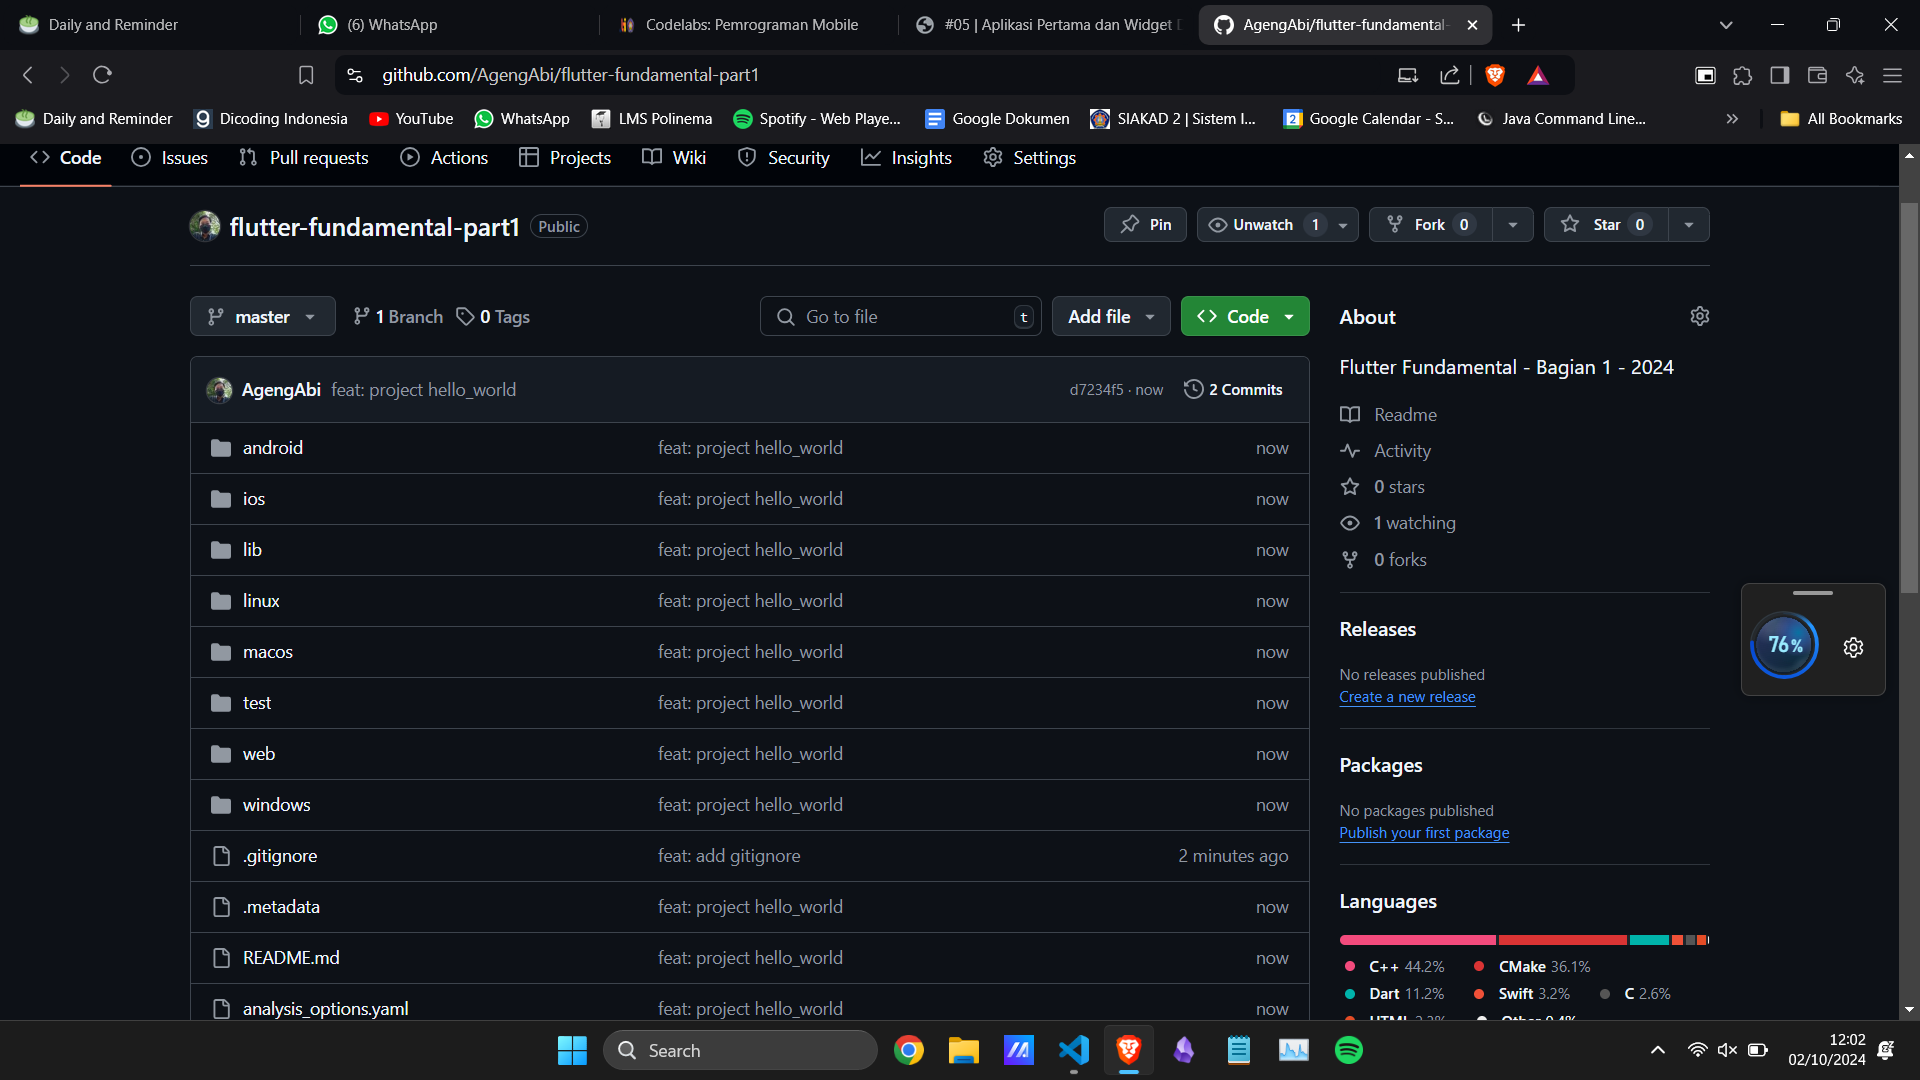 Daily and Reminder
(6) WhatsApp
Codelabs: Pemrograman Mobile
#05 | Aplikasi Pertama dan Widget
AgengAbi/flutter-fundamental-
github.com/AgengAbi/flutter-fundamental-part1
Daily and Reminder
Dicoding Indonesia
YouTube
WhatsApp
LMS Polinema
Spotify - Web Playe...
Google Dokumen
SIAKAD 2 | Sistem I...
2
Google Calendar - S...
Java Command Line...
All Bookmarks
Code
Issues
Pull requests
Actions
Projects
Wiki
Security
Insights
Settings
flutter-fundamental-part1
Public
Pin
Unwatch 1
Fork 0
Star 0
master
1 Branch
0 Tags
Go to file
t
Add file
Code
About
Flutter Fundamental - Bagian 1 - 2024
Readme
Activity
0 stars
1 watching
0 forks
AgengAbi feat: project hello_world d7234f5 · now 2 Commits
android feat: project hello_world now
ios feat: project hello_world now
lib feat: project hello_world now
linux feat: project hello_world now
macos feat: project hello_world now
test feat: project hello_world now
web feat: project hello_world now
windows feat: project hello_world now
.gitignore feat: add gitignore 2 minutes ago
.metadata feat: project hello_world now
README.md feat: project hello_world now
analysis_options.yaml feat: project hello_world now
Releases
No releases published
Create a new release
Packages
No packages published
Publish your first package
Languages
C++ 44.2%
CMake 36.1%
Dart 11.2%
Swift 3.2%
C 2.6%
76%
Search
12:02
02/10/2024